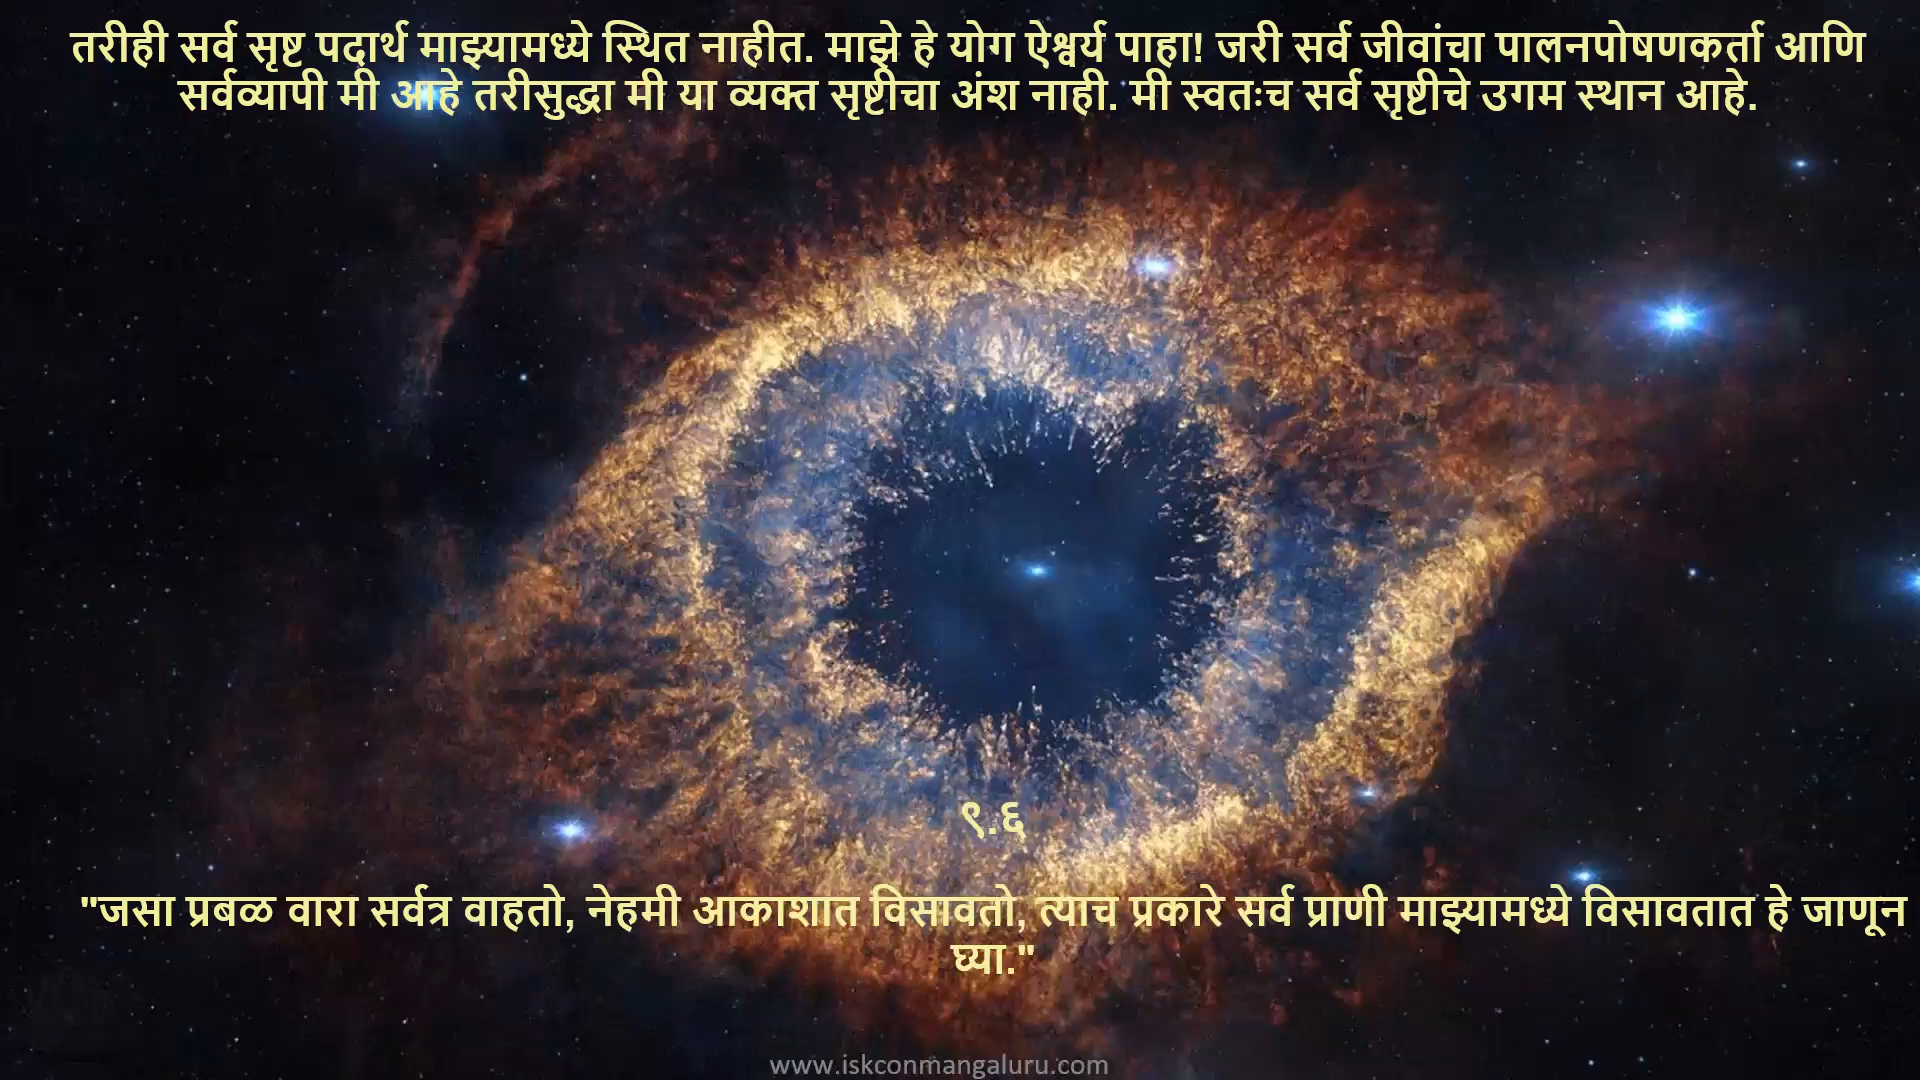 तरीही सर्व सृष्ट पदार्थ माझ्यामध्ये स्थित नाहीत. माझे हे योग ऐश्वर्य पाहा! जरी सर्व जीवांचा पालनपोषणकर्ता आणि
सर्वव्यापी मी आहे तरीसुद्धा मी या व्यक्त सृष्टीचा अंश नाही. मी स्वतःच सर्व सृष्टीचे उगम स्थान आहे.
९.६
"जसा प्रबळ वारा सर्वत्र वाहतो, नेहमी आकाशात विसावतो, त्याच प्रकारे सर्व प्राणी माझ्यामध्ये विसावतात हे जाणून
घ्या."
www.iskconmangaluru.com